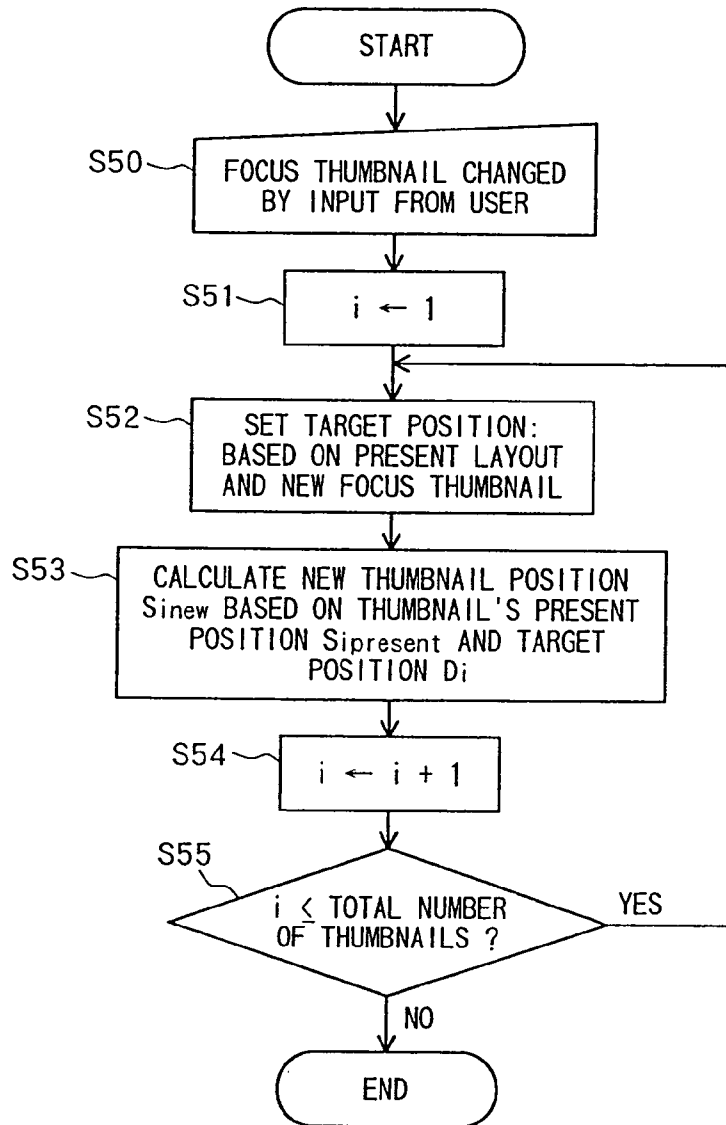 START
S50
FOCUS THUMBNAIL CHANGED
BY INPUT FROM USER
S51
i ← 1
S52
SET TARGET POSITION:
BASED ON PRESENT LAYOUT
AND NEW FOCUS THUMBNAIL
S53
CALCULATE NEW THUMBNAIL POSITION
Sinew BASED ON THUMBNAIL'S PRESENT
POSITION Sipresent AND TARGET
POSITION Di
S54
i ← i + 1
S55
i ≤ TOTAL NUMBER
OF THUMBNAILS ?
YES
NO
END